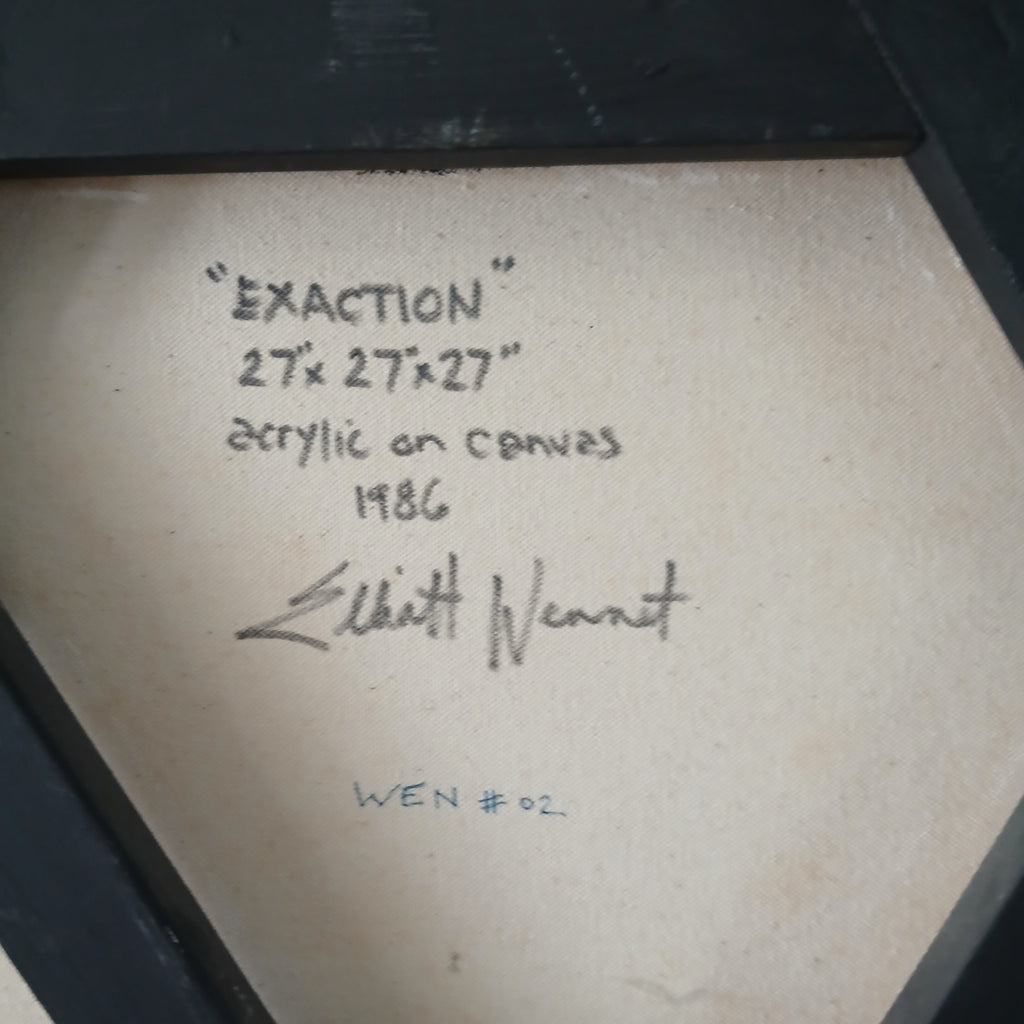 "EXACTION"
27"x 27"x27"
acrylic on canvas
1986
Elliott Wennet
WEN # 02